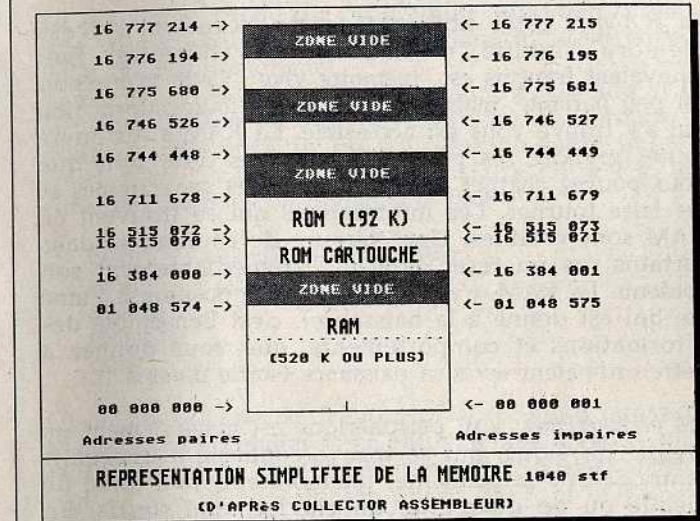 16 777 214 -> ZONE VIDE <- 16 777 215
16 776 194 -> <- 16 776 195
16 775 680 -> ZONE VIDE <- 16 775 681
16 746 526 -> <- 16 746 527
16 744 448 -> ZONE VIDE <- 16 744 449
16 711 678 -> <- 16 711 679
ROM (192 K)
16 515 072 -> <- 16 515 073
16 515 070 -> <- 16 515 071
ROM CARTOUCHE
16 384 000 -> <- 16 384 001
ZONE VIDE
01 048 574 -> <- 01 048 575
RAM
(520 K OU PLUS)
00 000 000 -> <- 00 000 001
Adresses paires Adresses impaires
REPRESENTATION SIMPLIFIEE DE LA MEMOIRE 1040 stf
(D'APRèS COLLECTOR ASSEMBLEUR)